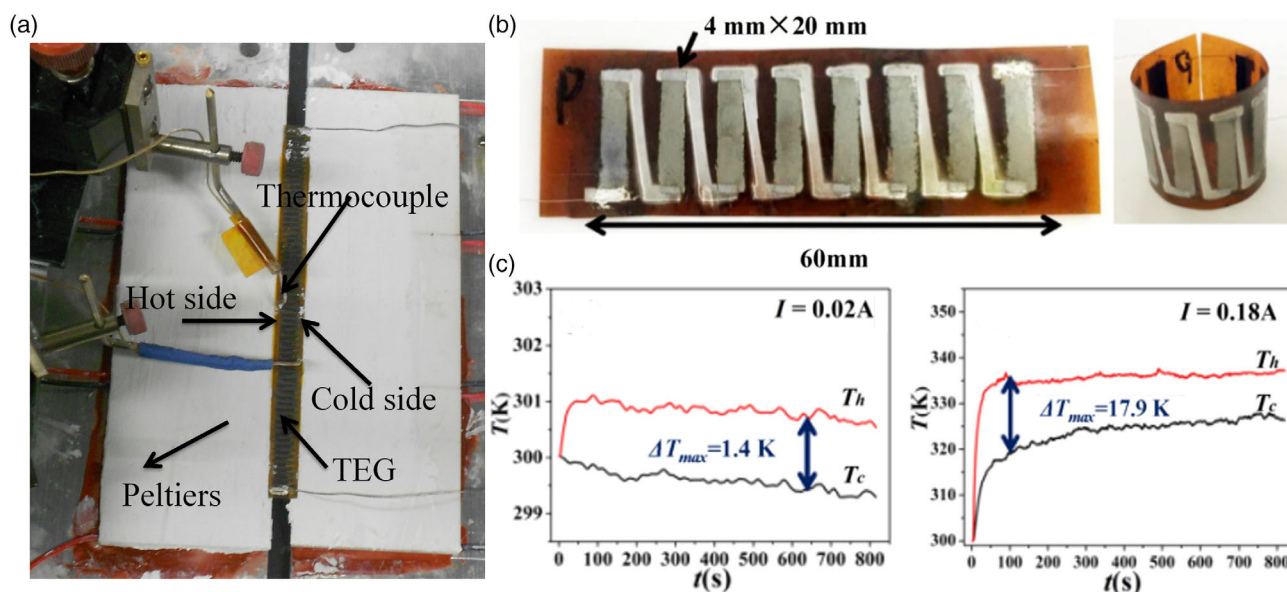 (a)
Thermocouple
Hot side
Cold side
TEG
Peltiers
(b)
4 mm×20 mm
P
60mm
(c)
303
302
301
300
299
T(K)
I = 0.02A
Th
ΔTmax=1.4 K
Tc
0 100 200 300 400 500 600 700 800
t(s)
350
340
330
320
310
300
T(K)
I = 0.18A
Th
Tc
ΔTmax=17.9 K
0 100 200 300 400 500 600 700 800
t(s)